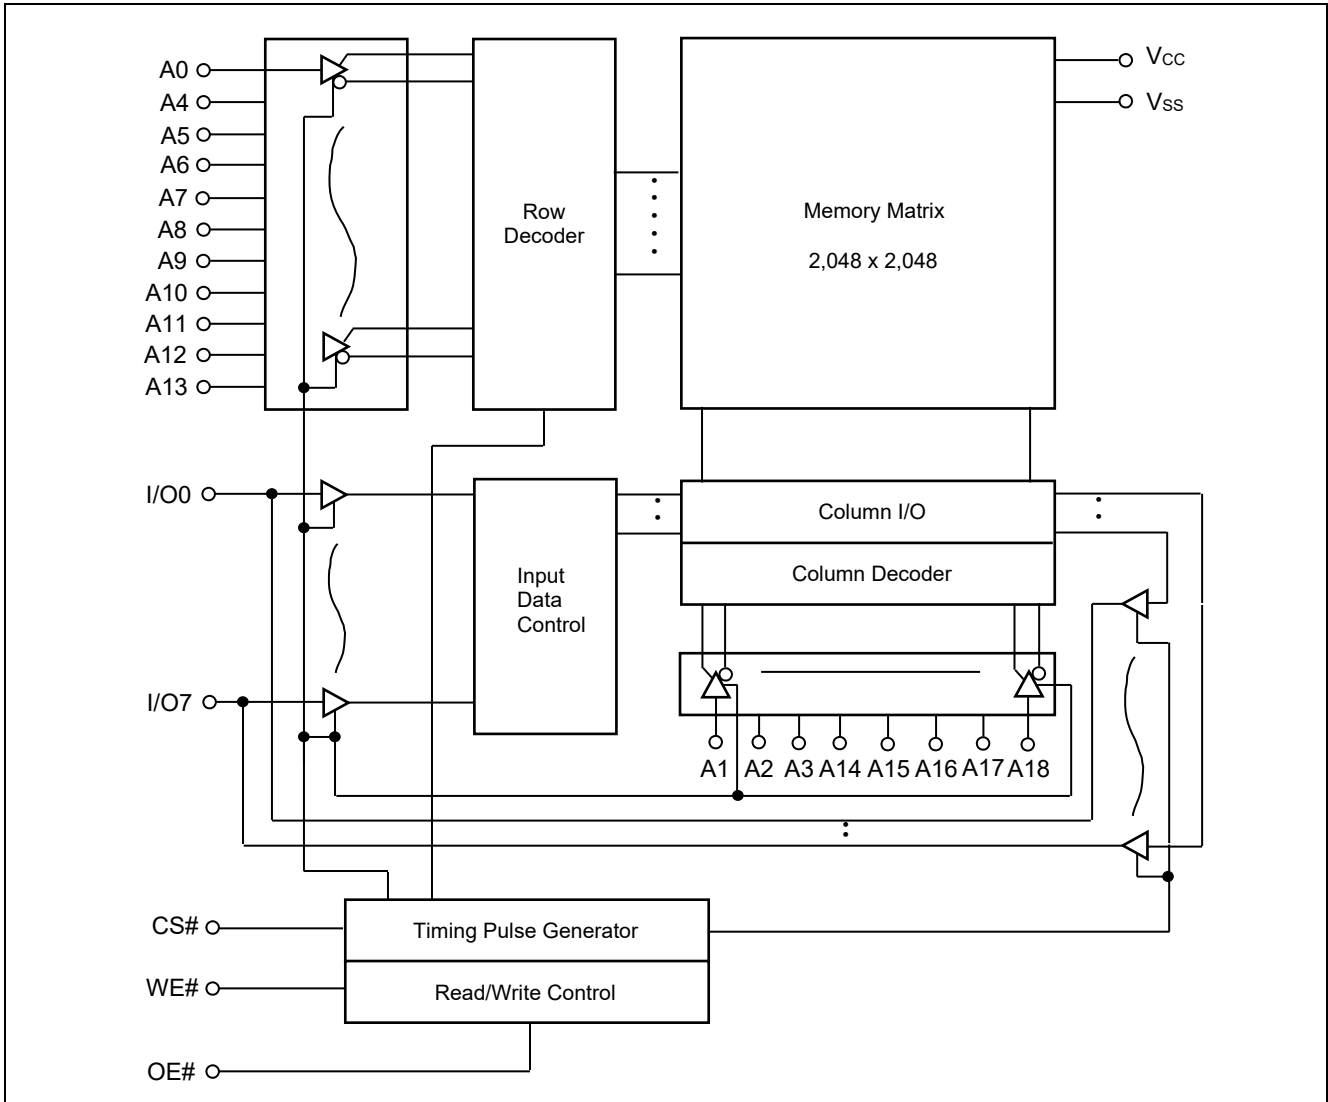 A0
A4
A5
A6
A7
A8
A9
A10
A11
A12
A13
Row
Decoder
Memory Matrix
2,048 x 2,048
VCC
VSS
I/O0
I/O7
Input
Data
Control
Column I/O
Column Decoder
A1 A2 A3 A14 A15 A16 A17 A18
CS#
WE#
OE#
Timing Pulse Generator
Read/Write Control